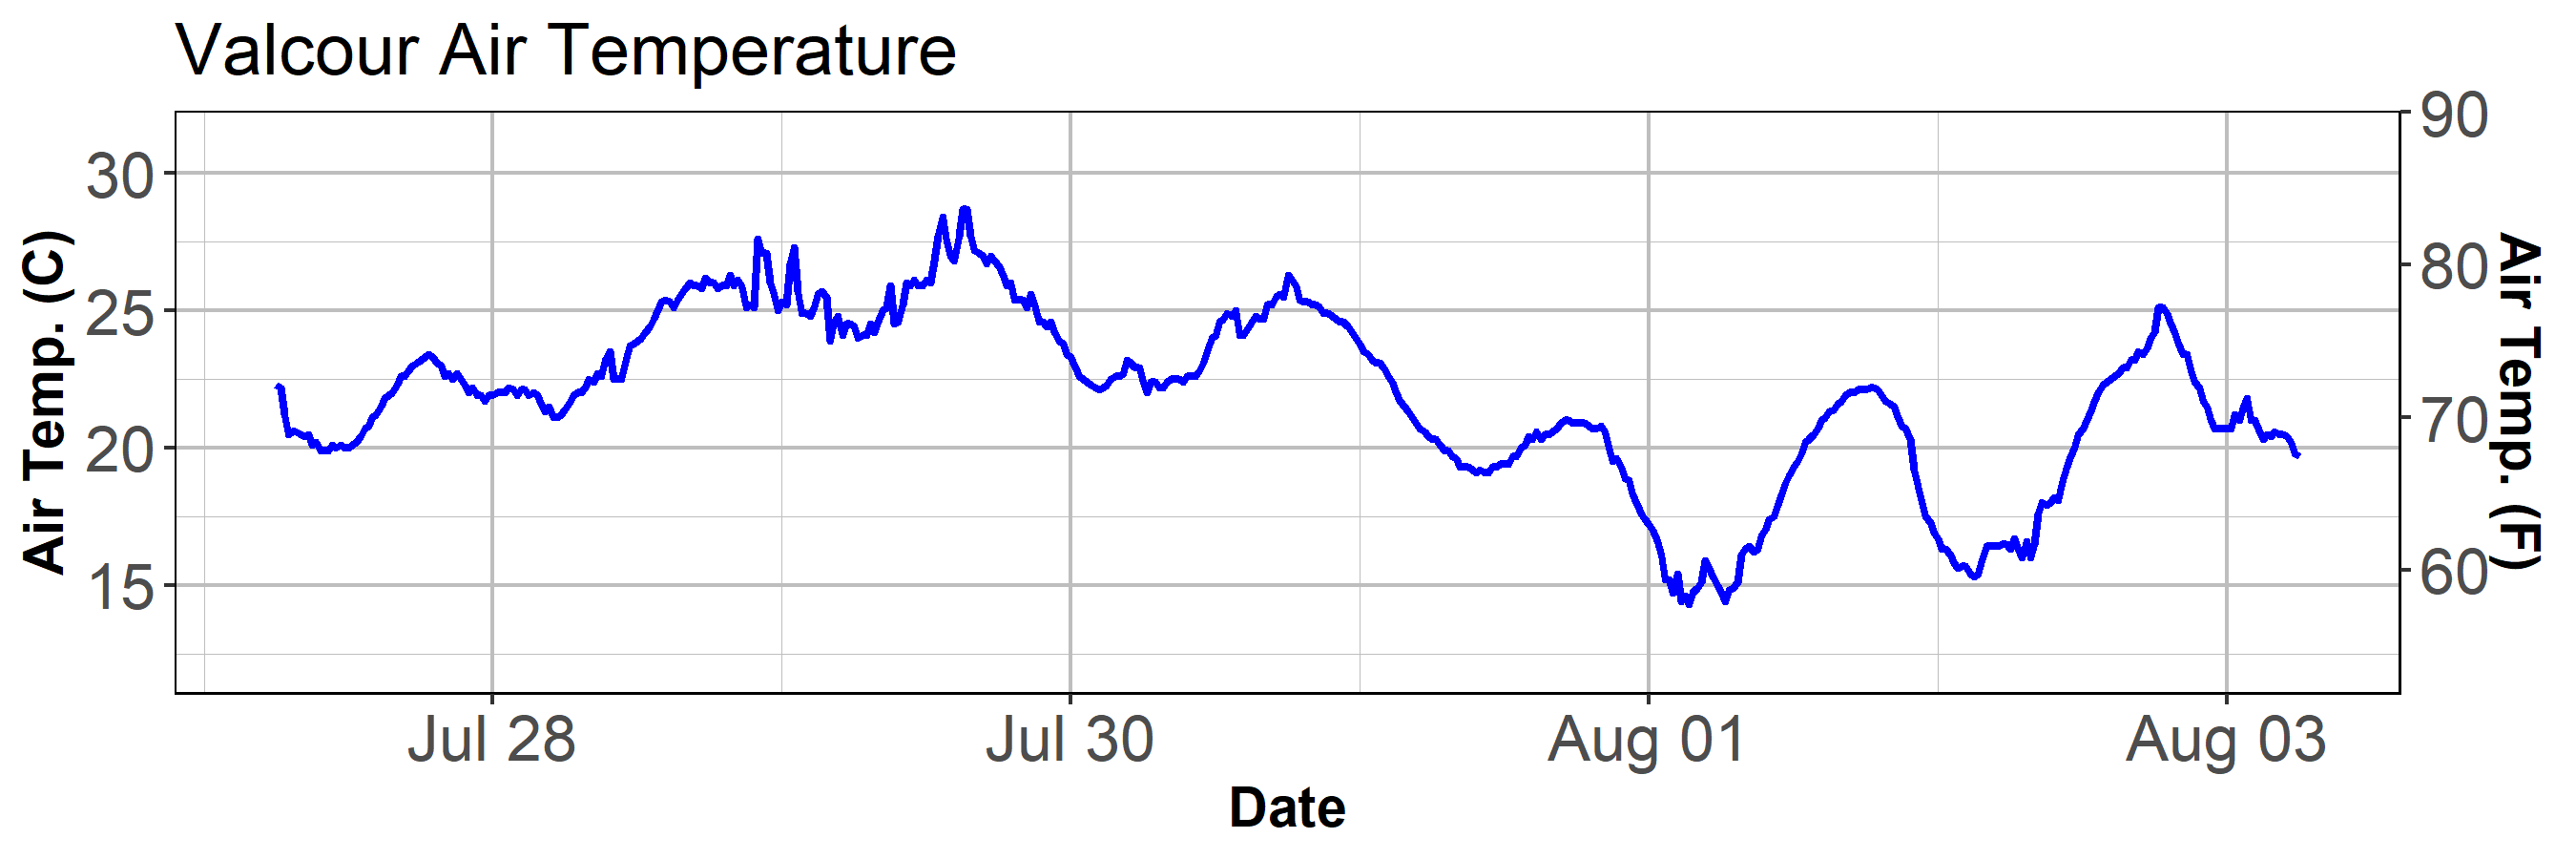 Valcour Air Temperature
90
30
80
25
70
20
60
15
Air Temp. (C)
Air Temp. (F)
Jul 28
Jul 30
Aug 01
Aug 03
Date